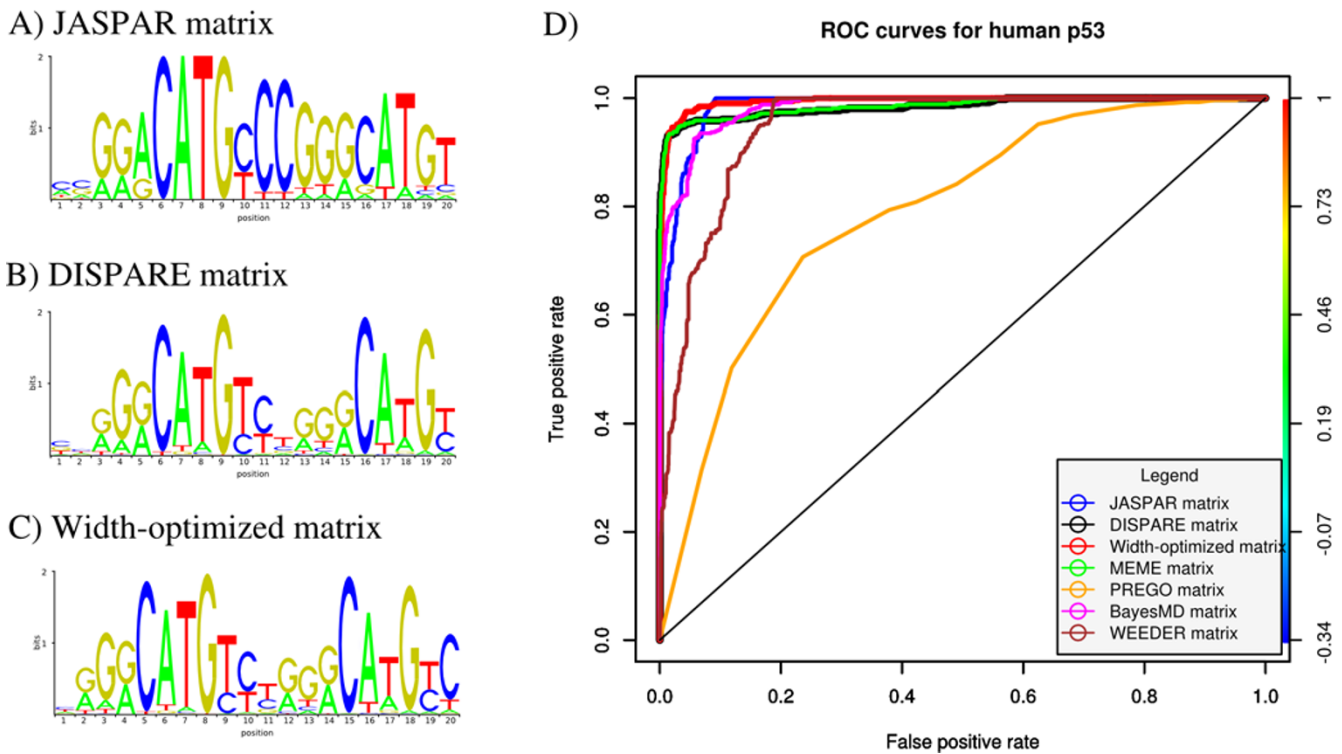 A) JASPAR matrix
2
1
bits
1 2 3 4 5 6 7 8 9 10 11 12 13 14 15 16 17 18 19 20
position
B) DISPARE matrix
2
1
bits
1 2 3 4 5 6 7 8 9 10 11 12 13 14 15 16 17 18 19 20
position
C) Width-optimized matrix
2
1
bits
1 2 3 4 5 6 7 8 9 10 11 12 13 14 15 16 17 18 19 20
position
D)
ROC curves for human p53
True positive rate
1.0
0.8
0.6
0.4
0.2
0.0
0.0 0.2 0.4 0.6 0.8 1.0
False positive rate
1
0.73
0.46
0.19
-0.07
-0.34
Legend
JASPAR matrix
DISPARE matrix
Width-optimized matrix
MEME matrix
PREGO matrix
BayesMD matrix
WEEDER matrix